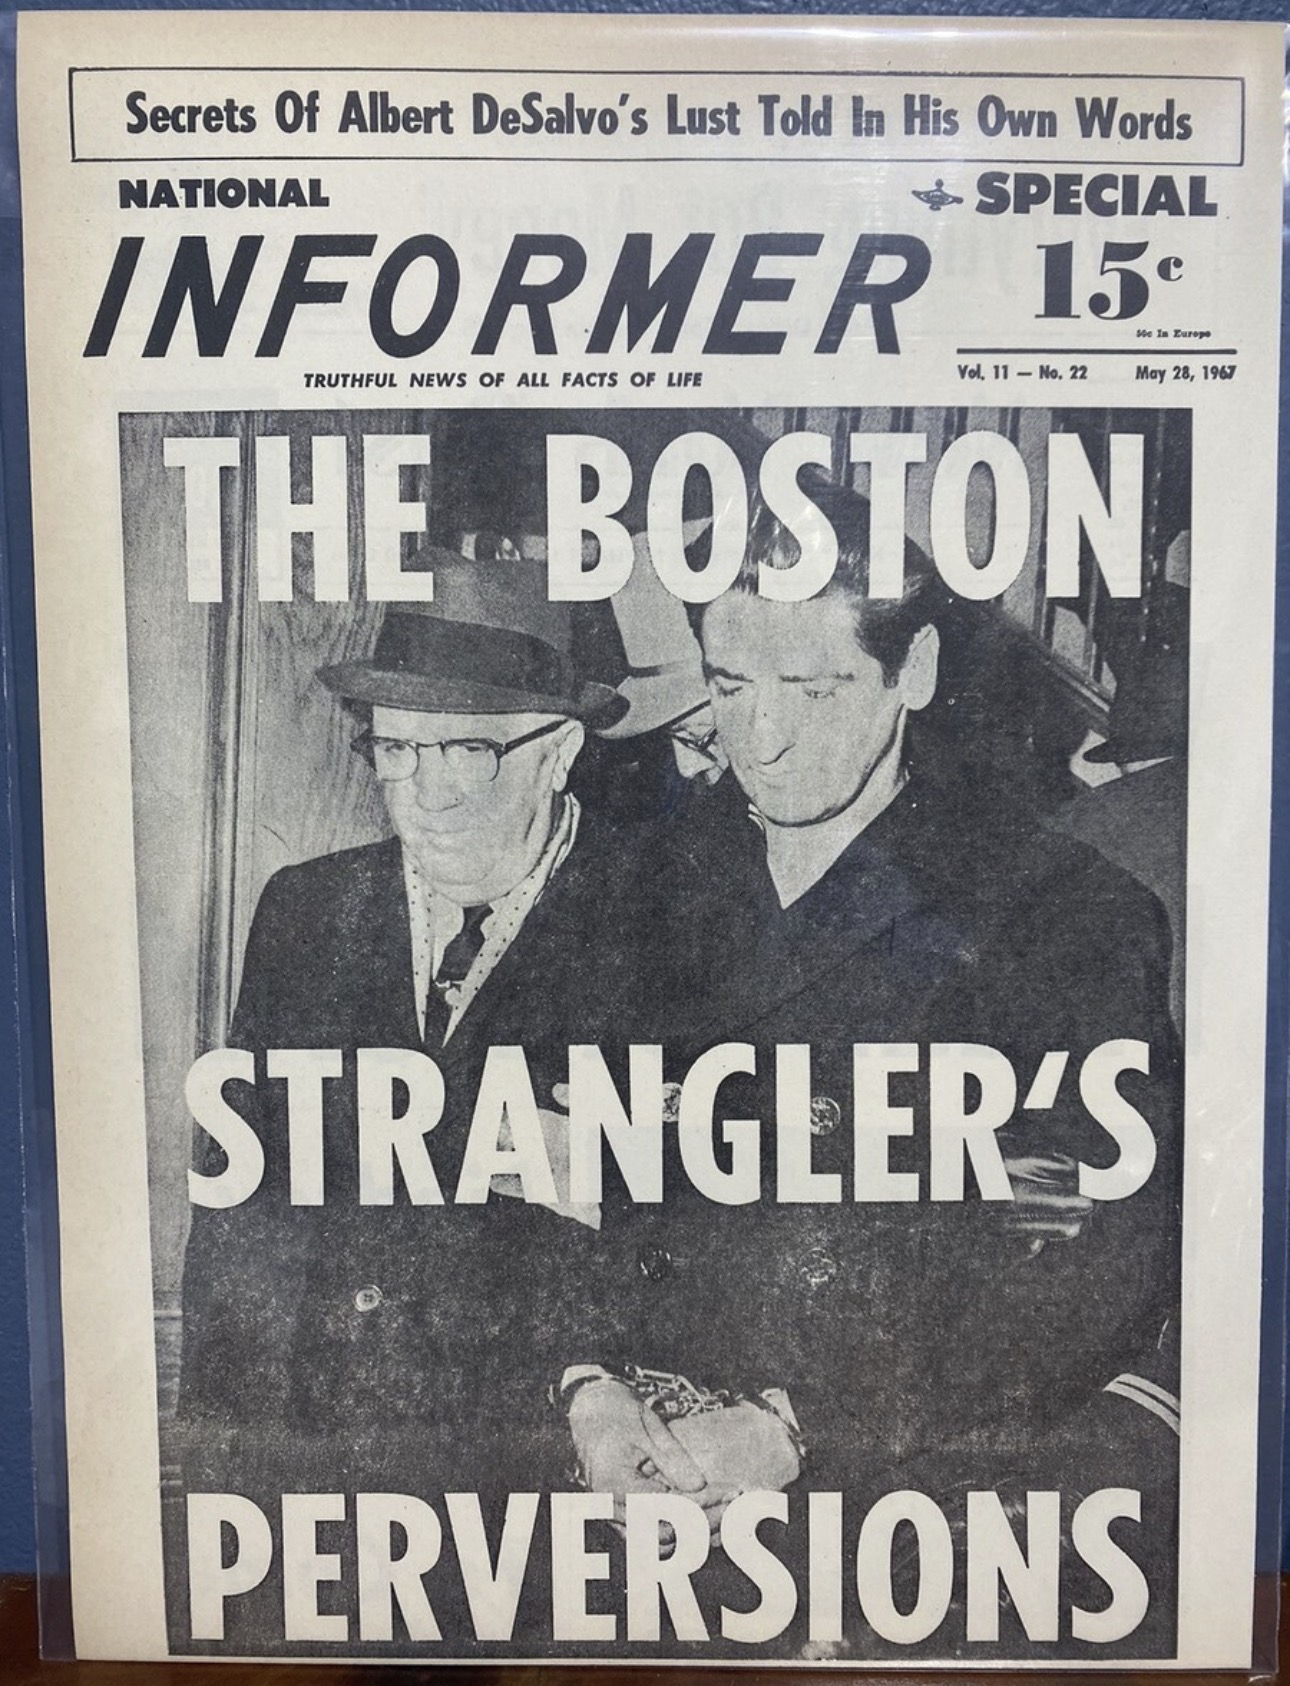 Secrets Of Albert DeSalvo's Lust Told In His Own Words
NATIONAL
SPECIAL
INFORMER
15c
50c In Europe
TRUTHFUL NEWS OF ALL FACTS OF LIFE
Vol. 11 — No. 22 May 28, 1967
THE BOSTON
STRANGLER'S
PERVERSIONS